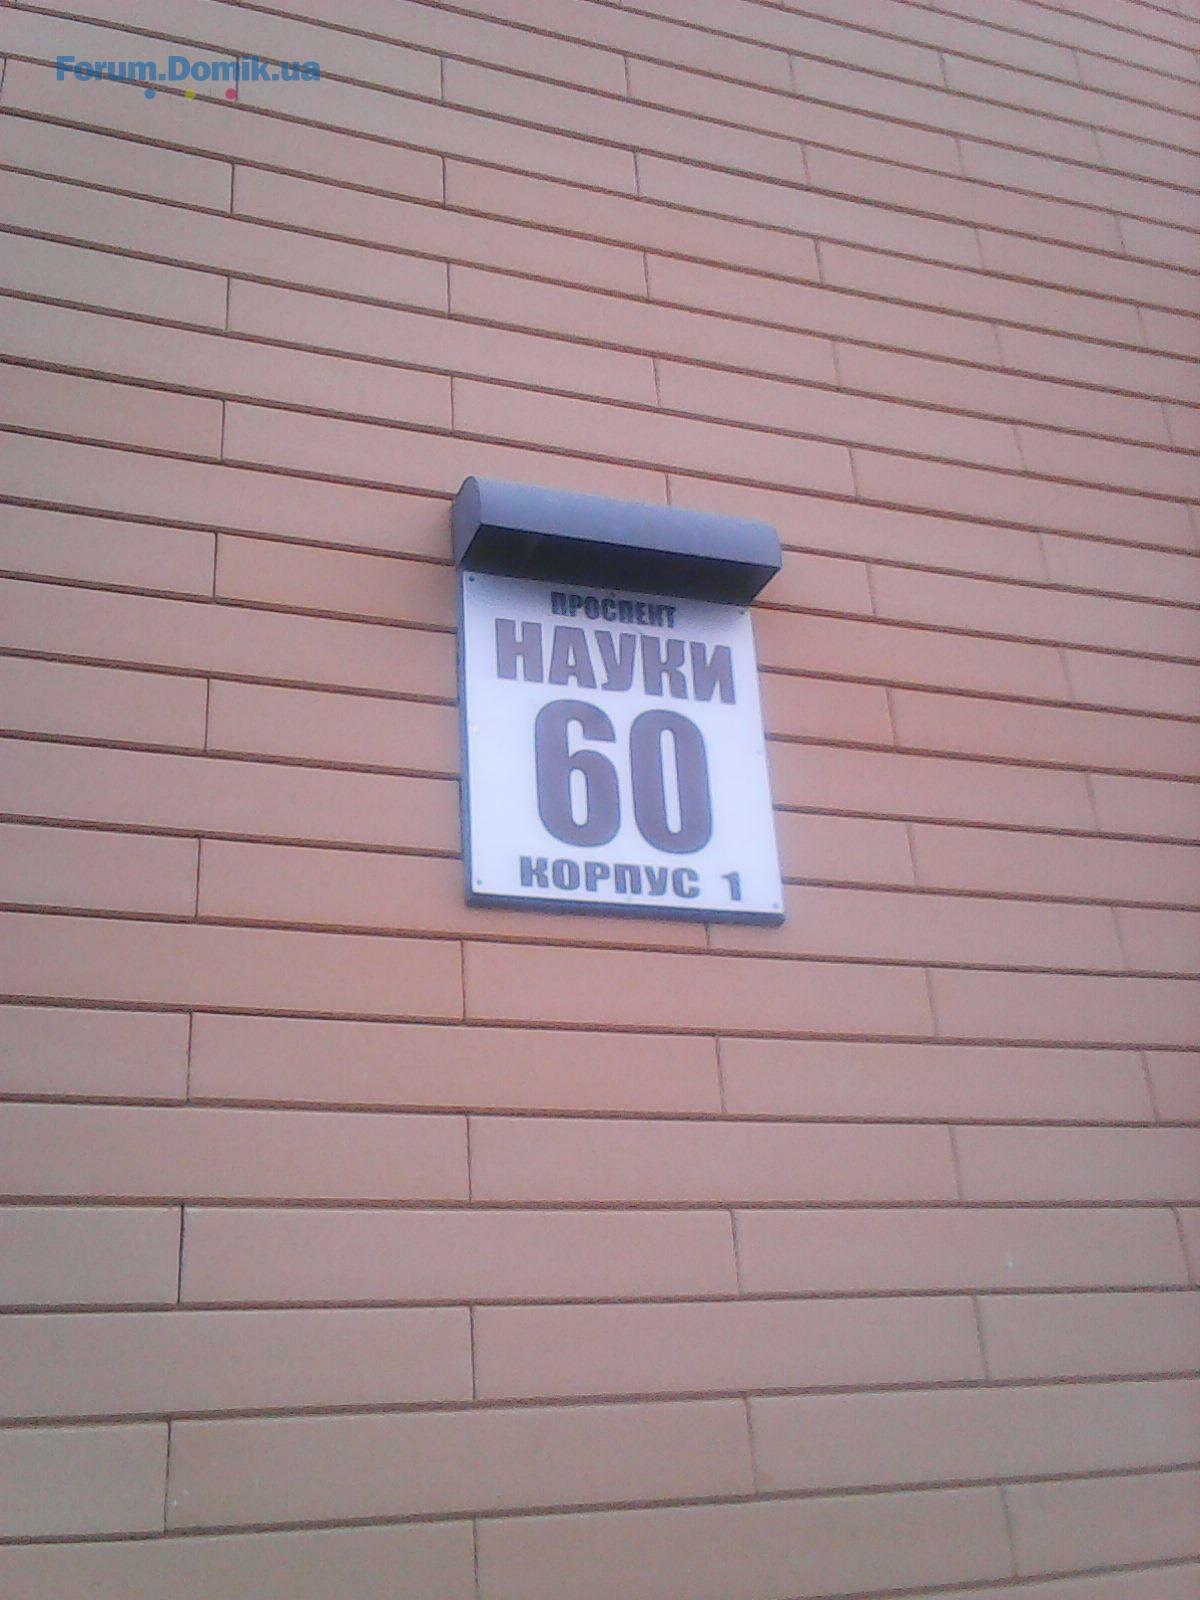 Forum.Domik.ua
ПРОСПЕКТ
НАУКИ
60
КОРПУС 1